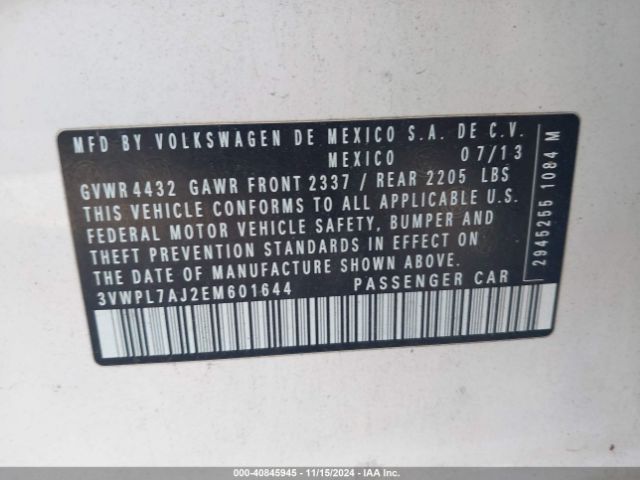 MFD BY VOLKSWAGEN DE MEXICO S.A. DE C.V.
MEXICO 07/13
GVWR 4432 GAWR FRONT 2337 / REAR 2205 LBS
THIS VEHICLE CONFORMS TO ALL APPLICABLE U.S.
FEDERAL MOTOR VEHICLE SAFETY, BUMPER AND
THEFT PREVENTION STANDARDS IN EFFECT ON
THE DATE OF MANUFACTURE SHOWN ABOVE.
3VWPL7AJ2EM601644 PASSENGER CAR
2945255 1084 M
000-40845945 - 11/15/2024 - IAA Inc.